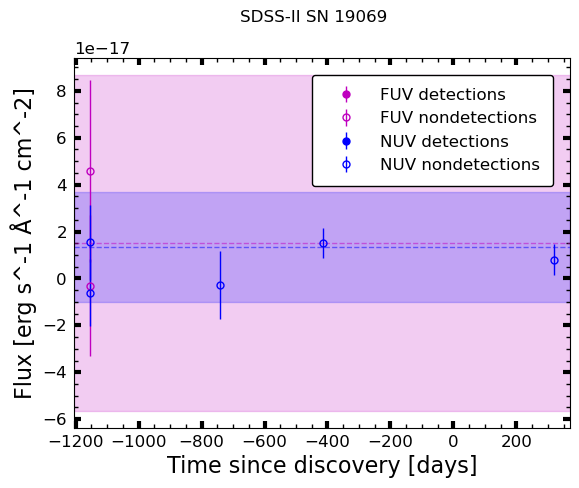 SDSS-II SN 19069
1e−17
FUV detections
FUV nondetections
NUV detections
NUV nondetections
8
6
4
2
0
−2
−4
−6
Flux [erg s^-1 Å^-1 cm^-2]
−1200 −1000 −800 −600 −400 −200 0 200
Time since discovery [days]